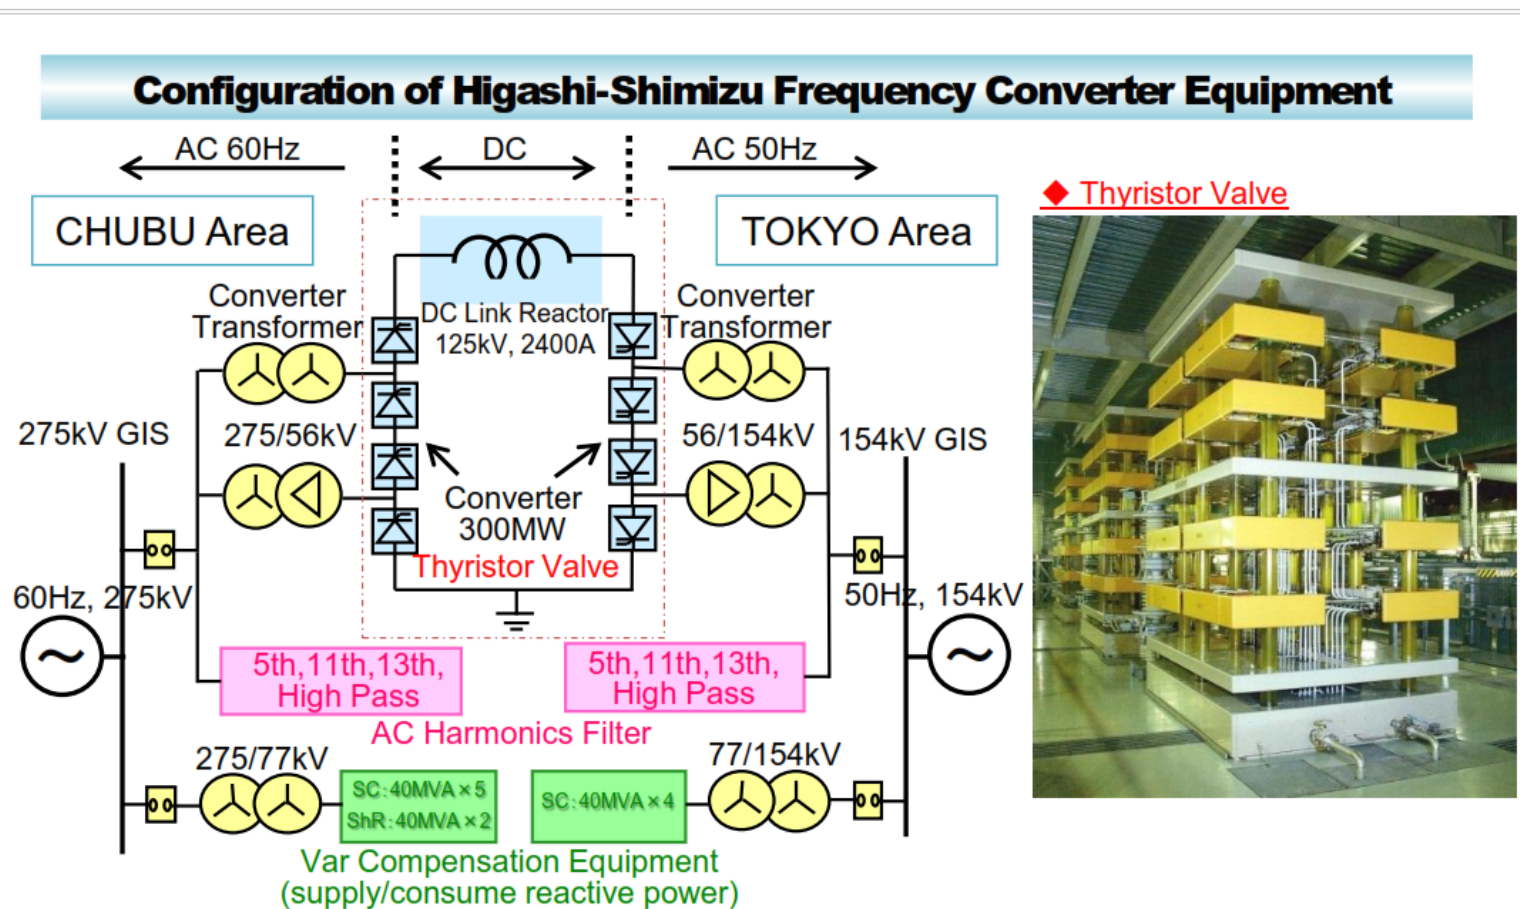 Configuration of Higashi-Shimizu Frequency Converter Equipment
AC 60Hz
DC
AC 50Hz
CHUBU Area
TOKYO Area
◆ Thyristor Valve
Converter
Transformer
DC Link Reactor
125kV, 2400A
Converter
Transformer
275kV GIS
275/56kV
56/154kV
154kV GIS
Converter
300MW
Thyristor Valve
60Hz, 275kV
50Hz, 154kV
5th,11th,13th,
High Pass
5th,11th,13th,
High Pass
AC Harmonics Filter
275/77kV
77/154kV
SC:40MVA×5
ShR:40MVA×2
SC:40MVA×4
Var Compensation Equipment
(supply/consume reactive power)